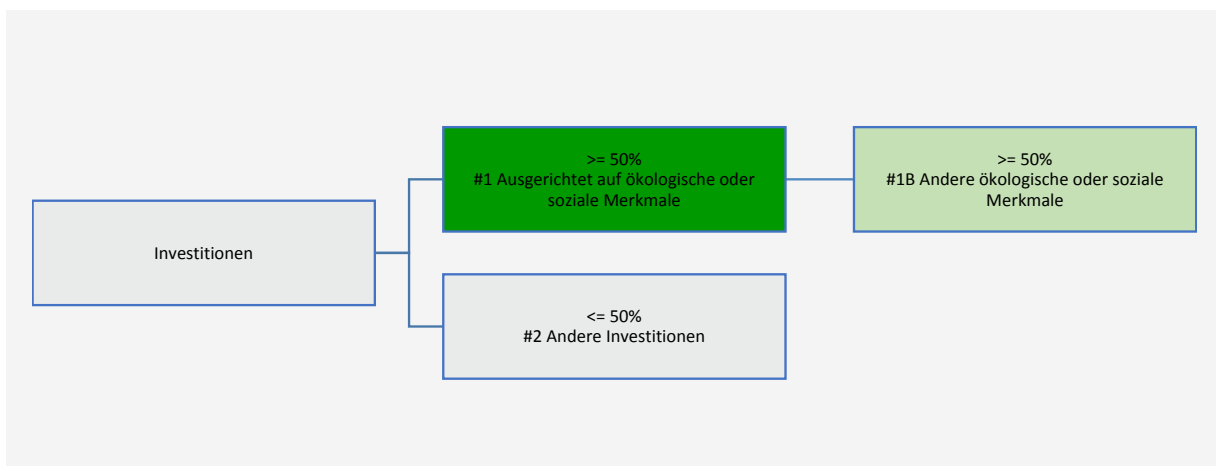 Investitionen
>= 50%
#1 Ausgerichtet auf ökologische oder
soziale Merkmale
>= 50%
#1B Andere ökologische oder soziale
Merkmale
<= 50%
#2 Andere Investitionen